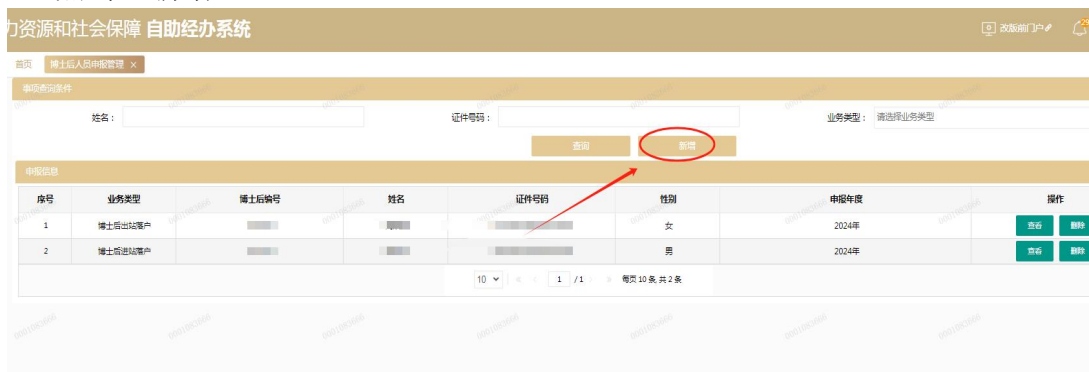 力资源和社会保障 自助经办系统 改版前门户
首页 博士后人员申报管理 ×
事项查询条件
姓名： 证件号码： 业务类型： 请选择业务类型
查询 新增
申报信息
序号 业务类型 博士后编号 姓名 证件号码 性别 申报年度 操作
1 博士后出站落户 女 2024年 查看 删除
2 博士后进站落户 男 2024年 查看 删除
10 1 /1 每页 10 条, 共 2 条
0001083666